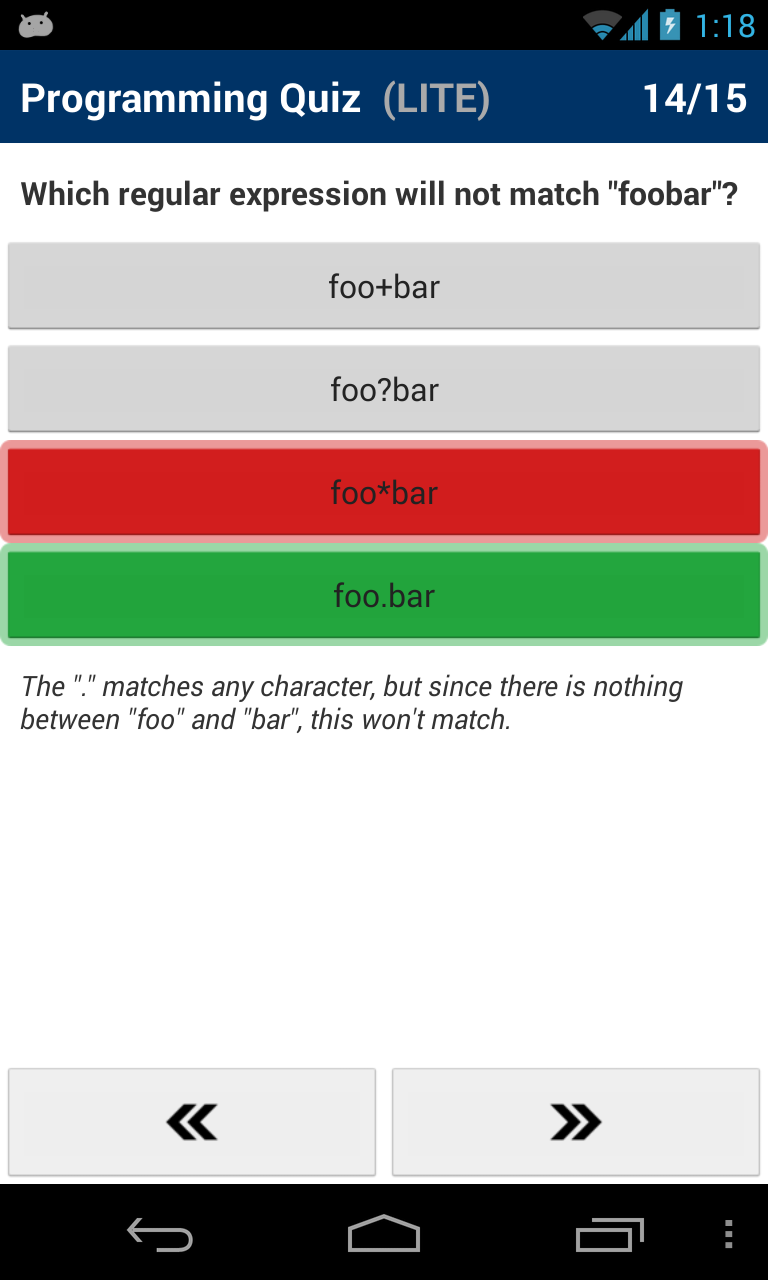 1:18
Programming Quiz (LITE) 14/15
Which regular expression will not match "foobar"?
foo+bar
foo?bar
foo*bar
foo.bar
The "." matches any character, but since there is nothing
between "foo" and "bar", this won't match.